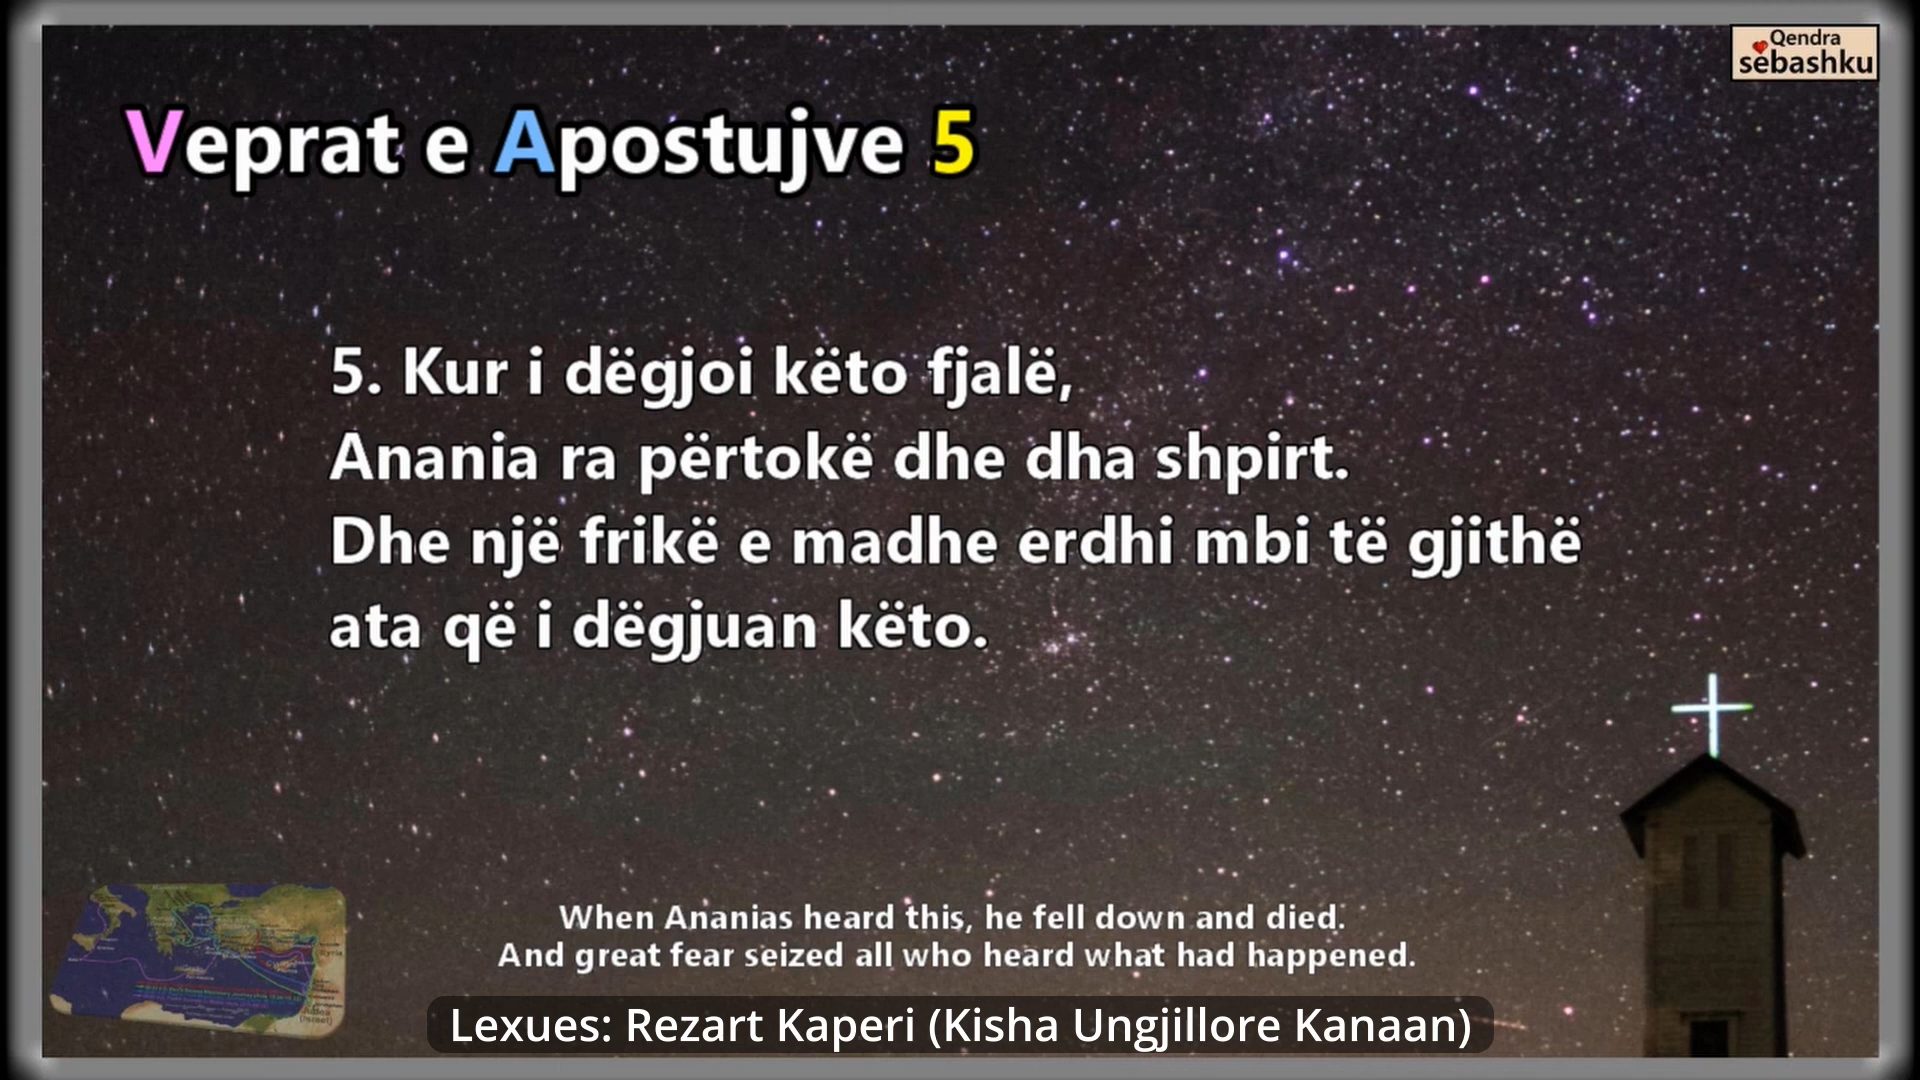 Qendra
sebashku
Veprat e Apostujve 5
5. Kur i dëgjoi këto fjalë,
Anania ra përtokë dhe dha shpirt.
Dhe një frikë e madhe erdhi mbi të gjithë
ata që i dëgjuan këto.
When Ananias heard this, he fell down and died.
And great fear seized all who heard what had happened.
Lexues: Rezart Kaperi (Kisha Ungjillore Kanaan)